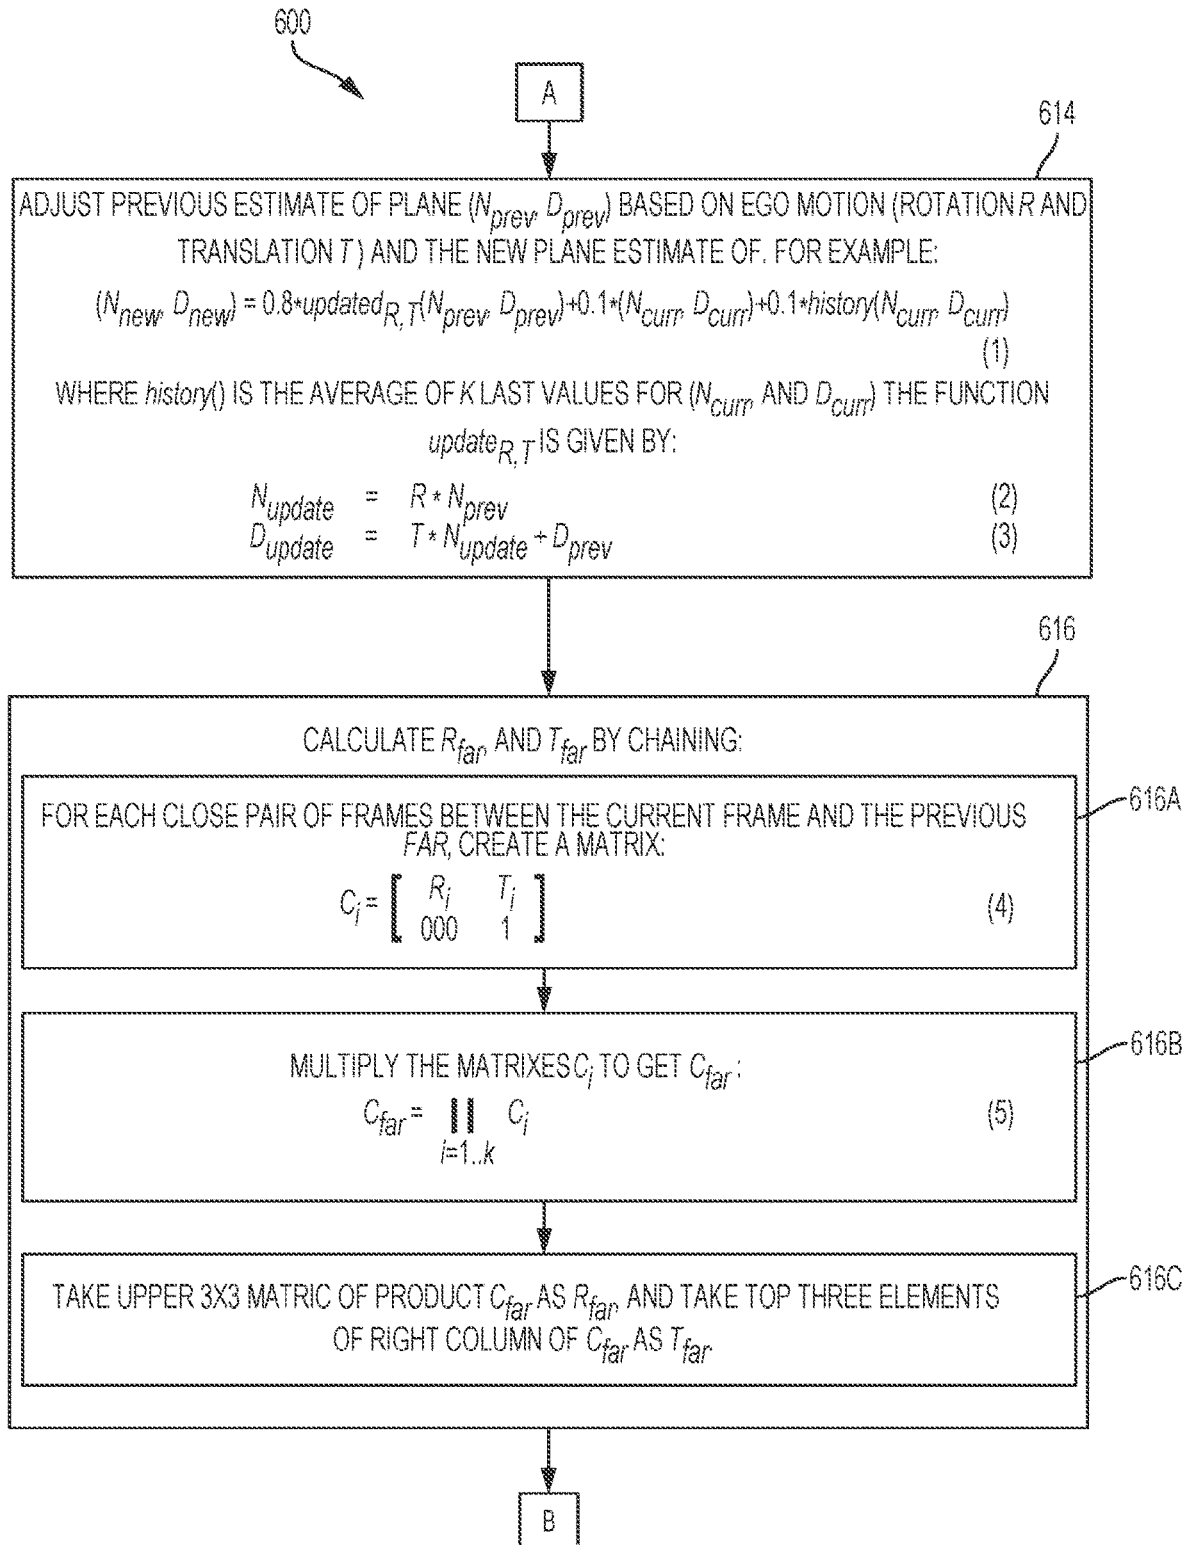 600
A
614
ADJUST PREVIOUS ESTIMATE OF PLANE (N_prev, D_prev) BASED ON EGO MOTION (ROTATION R AND
TRANSLATION T) AND THE NEW PLANE ESTIMATE OF. FOR EXAMPLE:
(N_new, D_new) = 0.8*updated_R,T(N_prev, D_prev)+0.1*(N_curr, D_curr)+0.1*history(N_curr, D_curr)
(1)
WHERE history() IS THE AVERAGE OF K LAST VALUES FOR (N_curr, AND D_curr) THE FUNCTION
update_R,T IS GIVEN BY:
N_update = R * N_prev (2)
D_update = T * N_update + D_prev (3)
616
CALCULATE R_far, AND T_far BY CHAINING:
616A
FOR EACH CLOSE PAIR OF FRAMES BETWEEN THE CURRENT FRAME AND THE PREVIOUS
FAR, CREATE A MATRIX:
C_i = [ R_i T_i ]
000 1
(4)
616B
MULTIPLY THE MATRIXES C_i TO GET C_far:
C_far = || C_i (5)
i=1..k
616C
TAKE UPPER 3X3 MATRIC OF PRODUCT C_far AS R_far, AND TAKE TOP THREE ELEMENTS
OF RIGHT COLUMN OF C_far AS T_far.
B